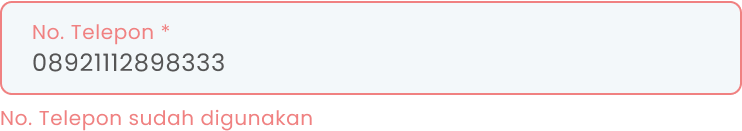 No. Telepon *
08921112898333
No. Telepon sudah digunakan